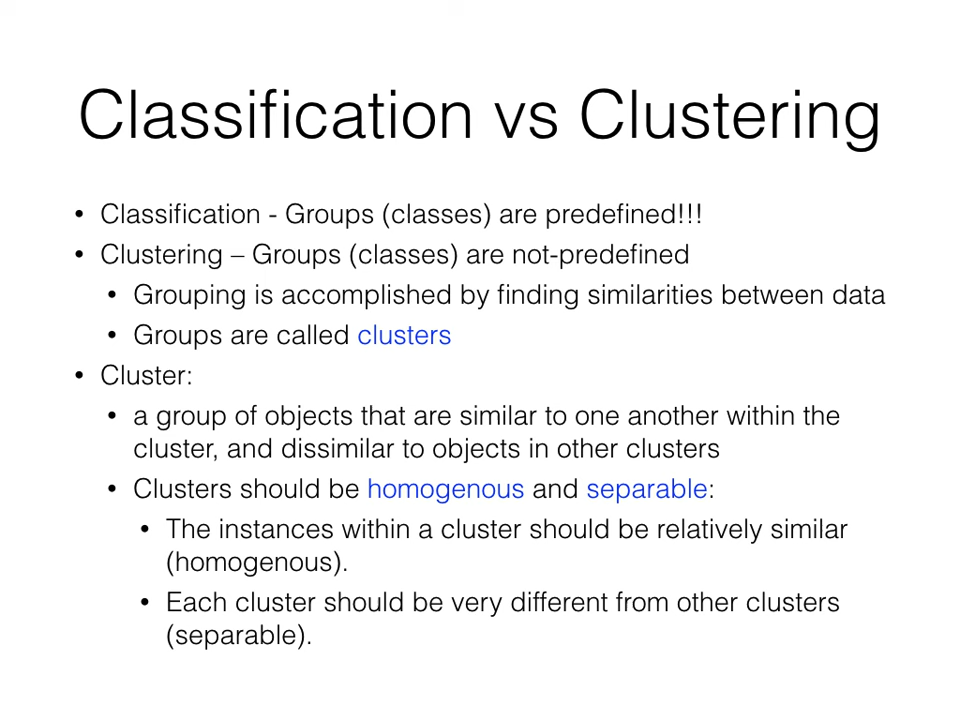 Classification vs Clustering
• Classification - Groups (classes) are predefined!!!
• Clustering – Groups (classes) are not-predefined
• Grouping is accomplished by finding similarities between data
• Groups are called clusters
• Cluster:
• a group of objects that are similar to one another within the
cluster, and dissimilar to objects in other clusters
• Clusters should be homogenous and separable:
• The instances within a cluster should be relatively similar
(homogenous).
• Each cluster should be very different from other clusters
(separable).